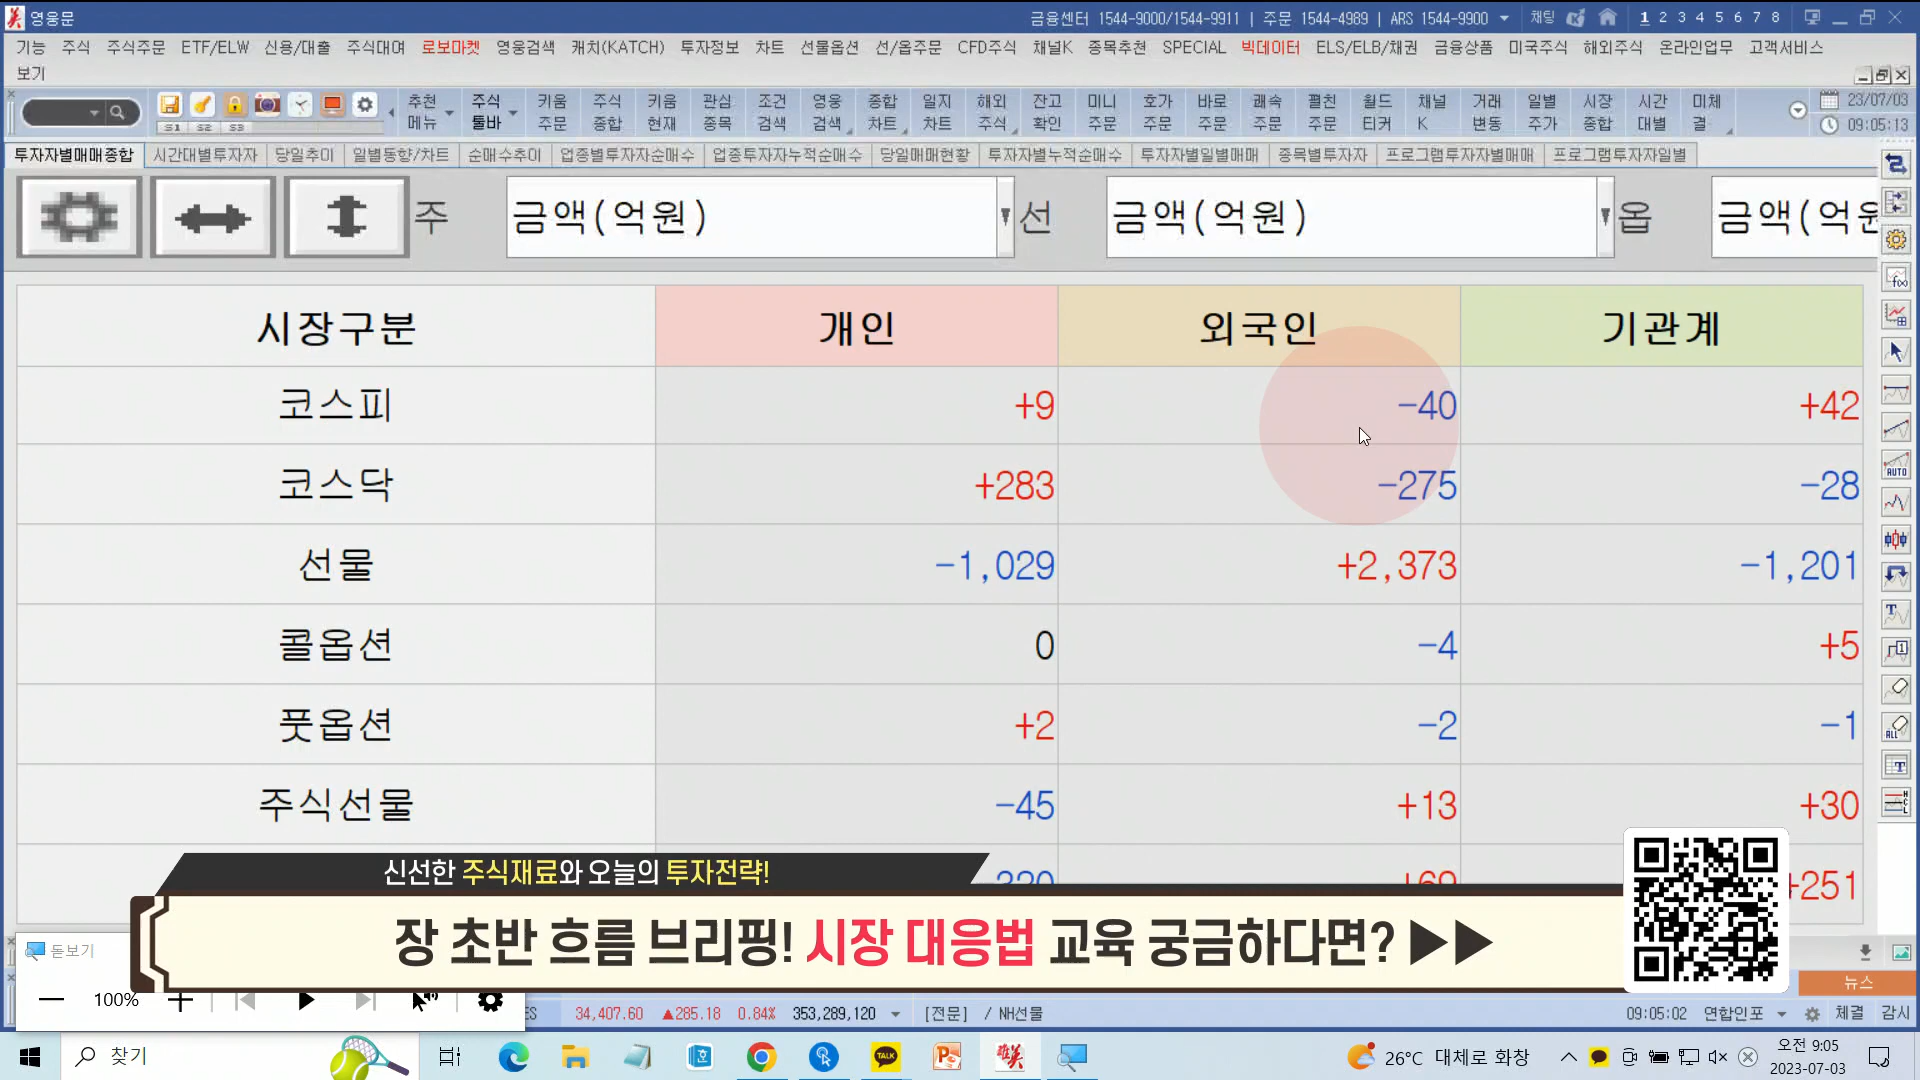 영웅문
금융센터 1544-9000/1544-9911 | 주문 1544-4989 | ARS 1544-9900 채팅 1 2 3 4 5 6 7 8
기능 주식 주식주문 ETF/ELW 신용/대출 주식대여 로보마켓 영웅검색 캐치(KATCH) 투자정보 차트 선물옵션 선/옵주문 CFD주식 채널K 종목추천 SPECIAL 빅데이터 ELS/ELB/채권 금융상품 미국주식 해외주식 온라인업무 고객서비스
보기
추천 주식 키움 주식 키움 관심 조건 영웅 종합 일지 해외 잔고 미니 호가 바로 쾌속 펼친 월드 채널 거래 일별 시장 시간 미체 23/07/03
메뉴 툴바 주문 종합 현재 종목 검색 검색 차트 차트 주식 확인 주문 주문 주문 주문 주문 티커 K 변동 주가 종합 대별 결 09:05:13
S1 S2 S3
투자자별매매종합 시간대별투자자 당일추이 일별동향/차트 순매수추이 업종별투자자순매수 업종투자자누적순매수 당일매매현황 투자자별누적순매수 투자자별일별매매 종목별투자자 프로그램투자자별매매 프로그램투자자일별
주 금액(억원) 선 금액(억원) 옵 금액(억원
시장구분 개인 외국인 기관계
코스피 +9 -40 +42
코스닥 +283 -275 -28
선물 -1,029 +2,373 -1,201
콜옵션 0 -4 +5
풋옵션 +2 -2 -1
주식선물 -45 +13 +30
+251
신선한 주식재료와 오늘의 투자전략!
장 초반 흐름 브리핑! 시장 대응법 교육 궁금하다면? ▶▶
돋보기
100%
뉴스
ES 34,407.60 ▲285.18 0.84% 353,289,120 [전문] / NH선물 09:05:02 연합인포 체결 감시
찾기 TALK 26°C 대체로 화창 오전 9:05
2023-07-03
f(x)
AUTO
T
1
ALL
T